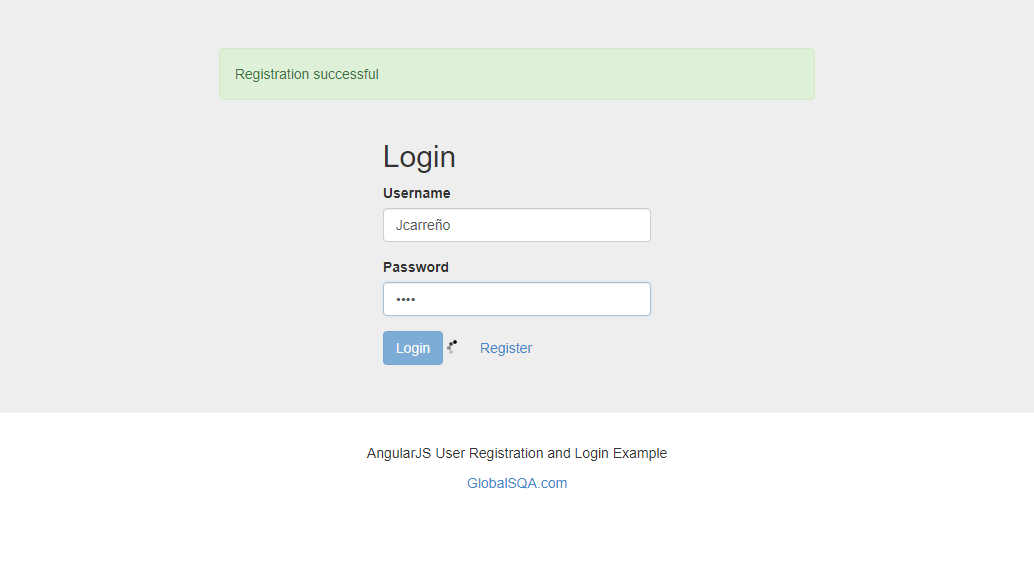 Registration successful
Login
Username
Jcarreño
Password
••••
Login Register
AngularJS User Registration and Login Example
GlobalSQA.com